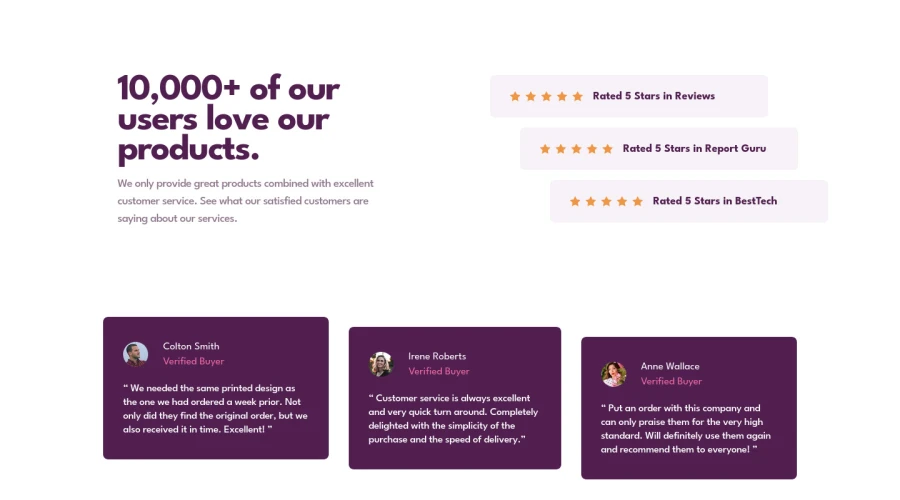 10,000+ of our
users love our
products.
We only provide great products combined with excellent
customer service. See what our satisfied customers are
saying about our services.
Rated 5 Stars in Reviews
Rated 5 Stars in Report Guru
Rated 5 Stars in BestTech
Colton Smith
Verified Buyer
“ We needed the same printed design as
the one we had ordered a week prior. Not
only did they find the original order, but we
also received it in time. Excellent! ”
Irene Roberts
Verified Buyer
“ Customer service is always excellent
and very quick turn around. Completely
delighted with the simplicity of the
purchase and the speed of delivery.”
Anne Wallace
Verified Buyer
“ Put an order with this company and
can only praise them for the very high
standard. Will definitely use them again
and recommend them to everyone! ”